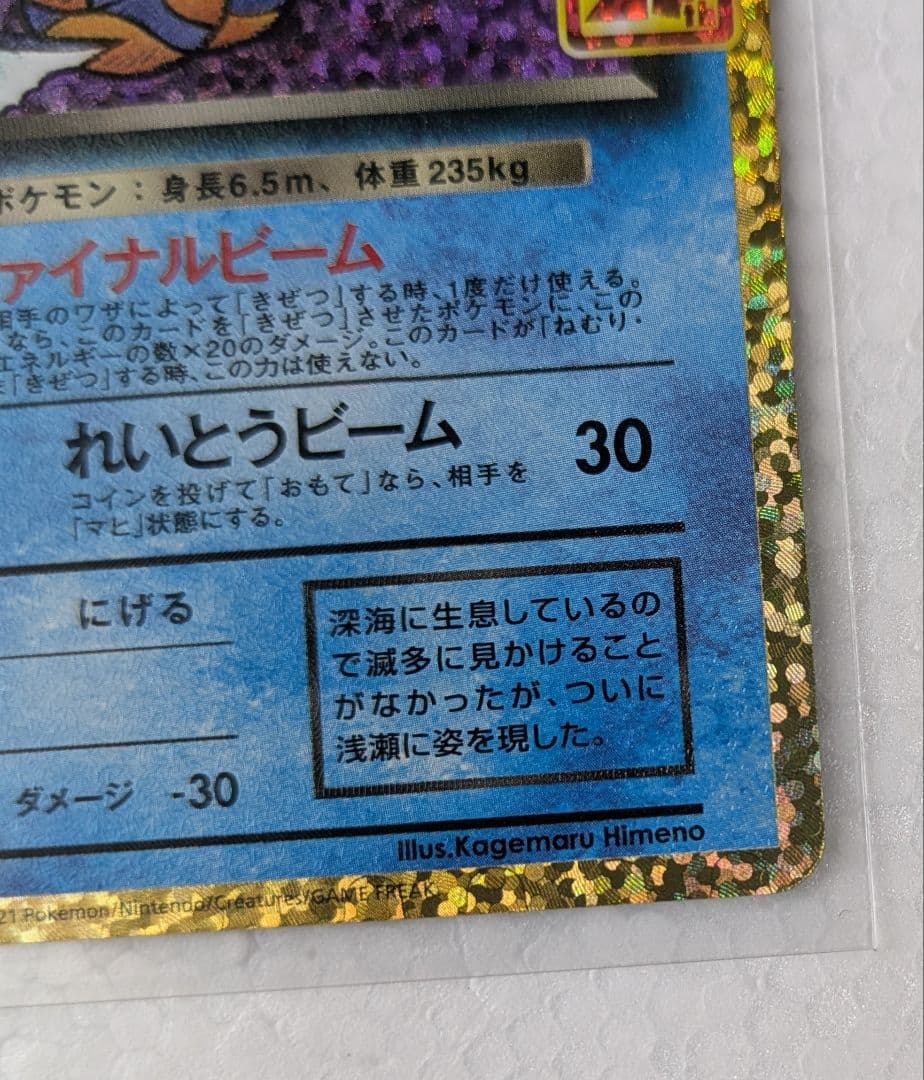 ポケモン：身長6.5m、体重235kg
ァイナルビーム
相手のワザによって「きぜつ」する時、1度だけ使える。
なら、このカードを「きぜつ」させたポケモンに、この
エネルギーの数×20のダメージ。このカードが「ねむり・
「きぜつ」する時、この力は使えない。
れいとうビーム 30
コインを投げて「おもて」なら、相手を
「マヒ」状態にする。
にげる
深海に生息しているの
で滅多に見かけること
がなかったが、ついに
浅瀬に姿を現した。
ダメージ -30
Illus.Kagemaru Himeno
21 Pokémon/Nintendo/Creatures/GAME FREAK.